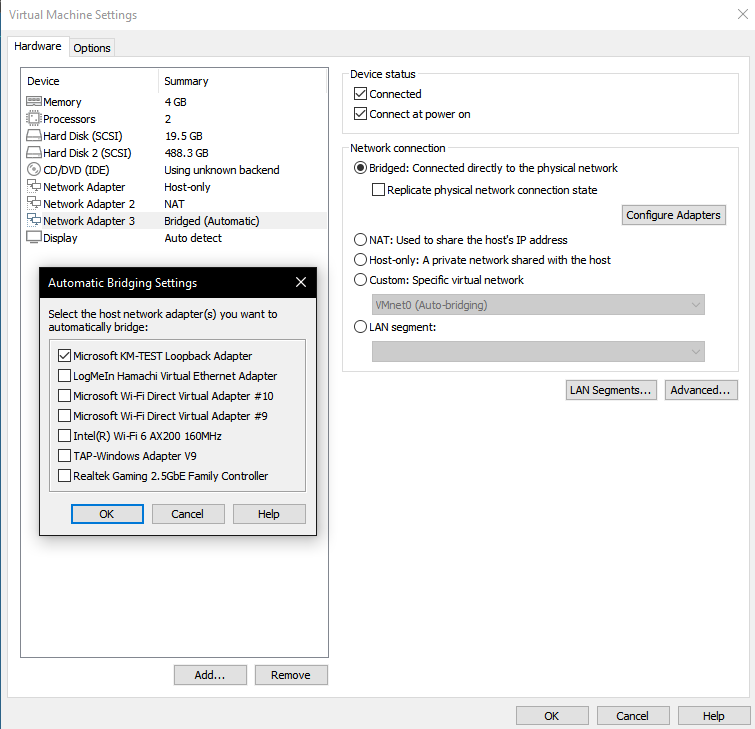 Virtual Machine Settings
Hardware
Options
Device Summary
Memory 4 GB
Processors 2
Hard Disk (SCSI) 19.5 GB
Hard Disk 2 (SCSI) 488.3 GB
CD/DVD (IDE) Using unknown backend
Network Adapter Host-only
Network Adapter 2 NAT
Network Adapter 3 Bridged (Automatic)
Display Auto detect
Automatic Bridging Settings
Select the host network adapter(s) you want to
automatically bridge:
Microsoft KM-TEST Loopback Adapter
LogMeIn Hamachi Virtual Ethernet Adapter
Microsoft Wi-Fi Direct Virtual Adapter #10
Microsoft Wi-Fi Direct Virtual Adapter #9
Intel(R) Wi-Fi 6 AX200 160MHz
TAP-Windows Adapter V9
Realtek Gaming 2.5GbE Family Controller
OK Cancel Help
Add... Remove
Device status
Connected
Connect at power on
Network connection
Bridged: Connected directly to the physical network
Replicate physical network connection state
Configure Adapters
NAT: Used to share the host's IP address
Host-only: A private network shared with the host
Custom: Specific virtual network
VMnet0 (Auto-bridging)
LAN segment:
LAN Segments... Advanced...
OK Cancel Help